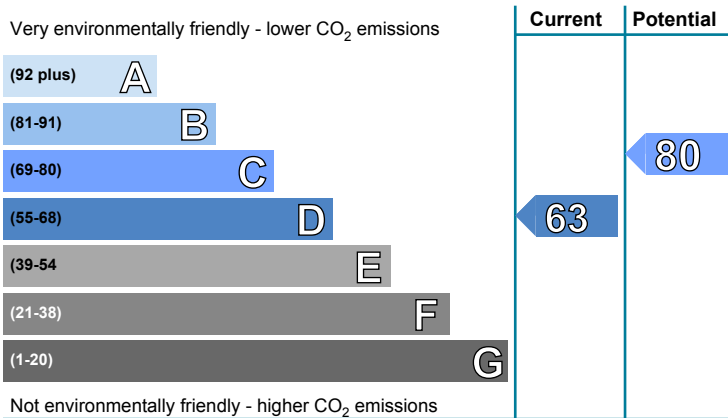 Current Potential
Very environmentally friendly - lower CO2 emissions
(92 plus) A
(81-91) B
80
(69-80) C
(55-68) D 63
(39-54 E
(21-38) F
(1-20) G
Not environmentally friendly - higher CO2 emissions